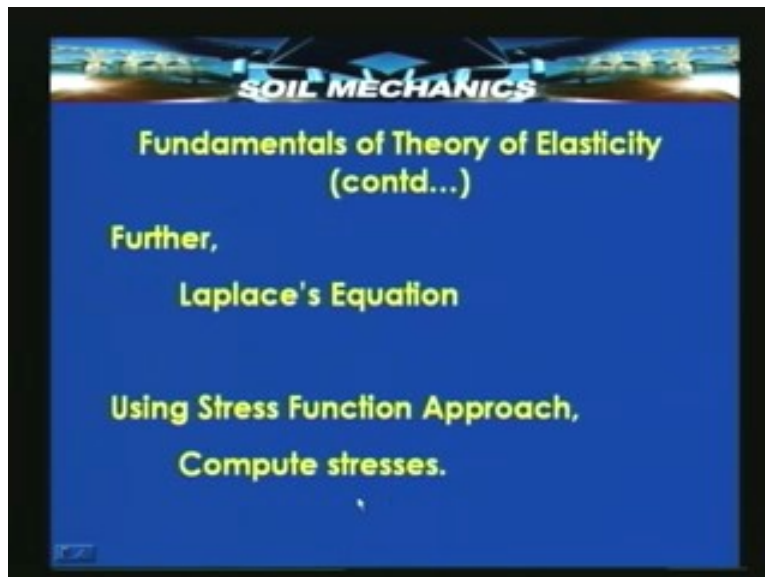 SOIL MECHANICS
Fundamentals of Theory of Elasticity
(contd...)
Further,
Laplace's Equation
Using Stress Function Approach,
Compute stresses.